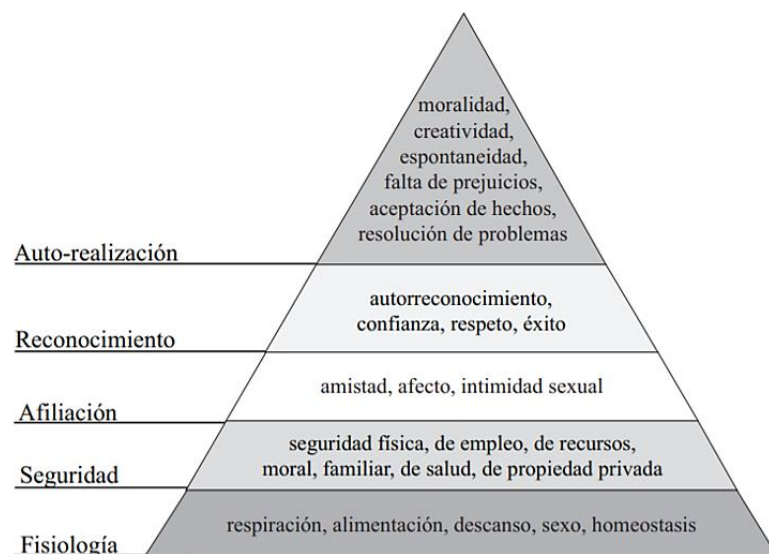 moralidad,
creatividad,
espontaneidad,
falta de prejuicios,
aceptación de hechos,
resolución de problemas
Auto-realización
autorreconocimiento,
confianza, respeto, éxito
Reconocimiento
amistad, afecto, intimidad sexual
Afiliación
seguridad física, de empleo, de recursos,
moral, familiar, de salud, de propiedad privada
Seguridad
respiración, alimentación, descanso, sexo, homeostasis
Fisiología